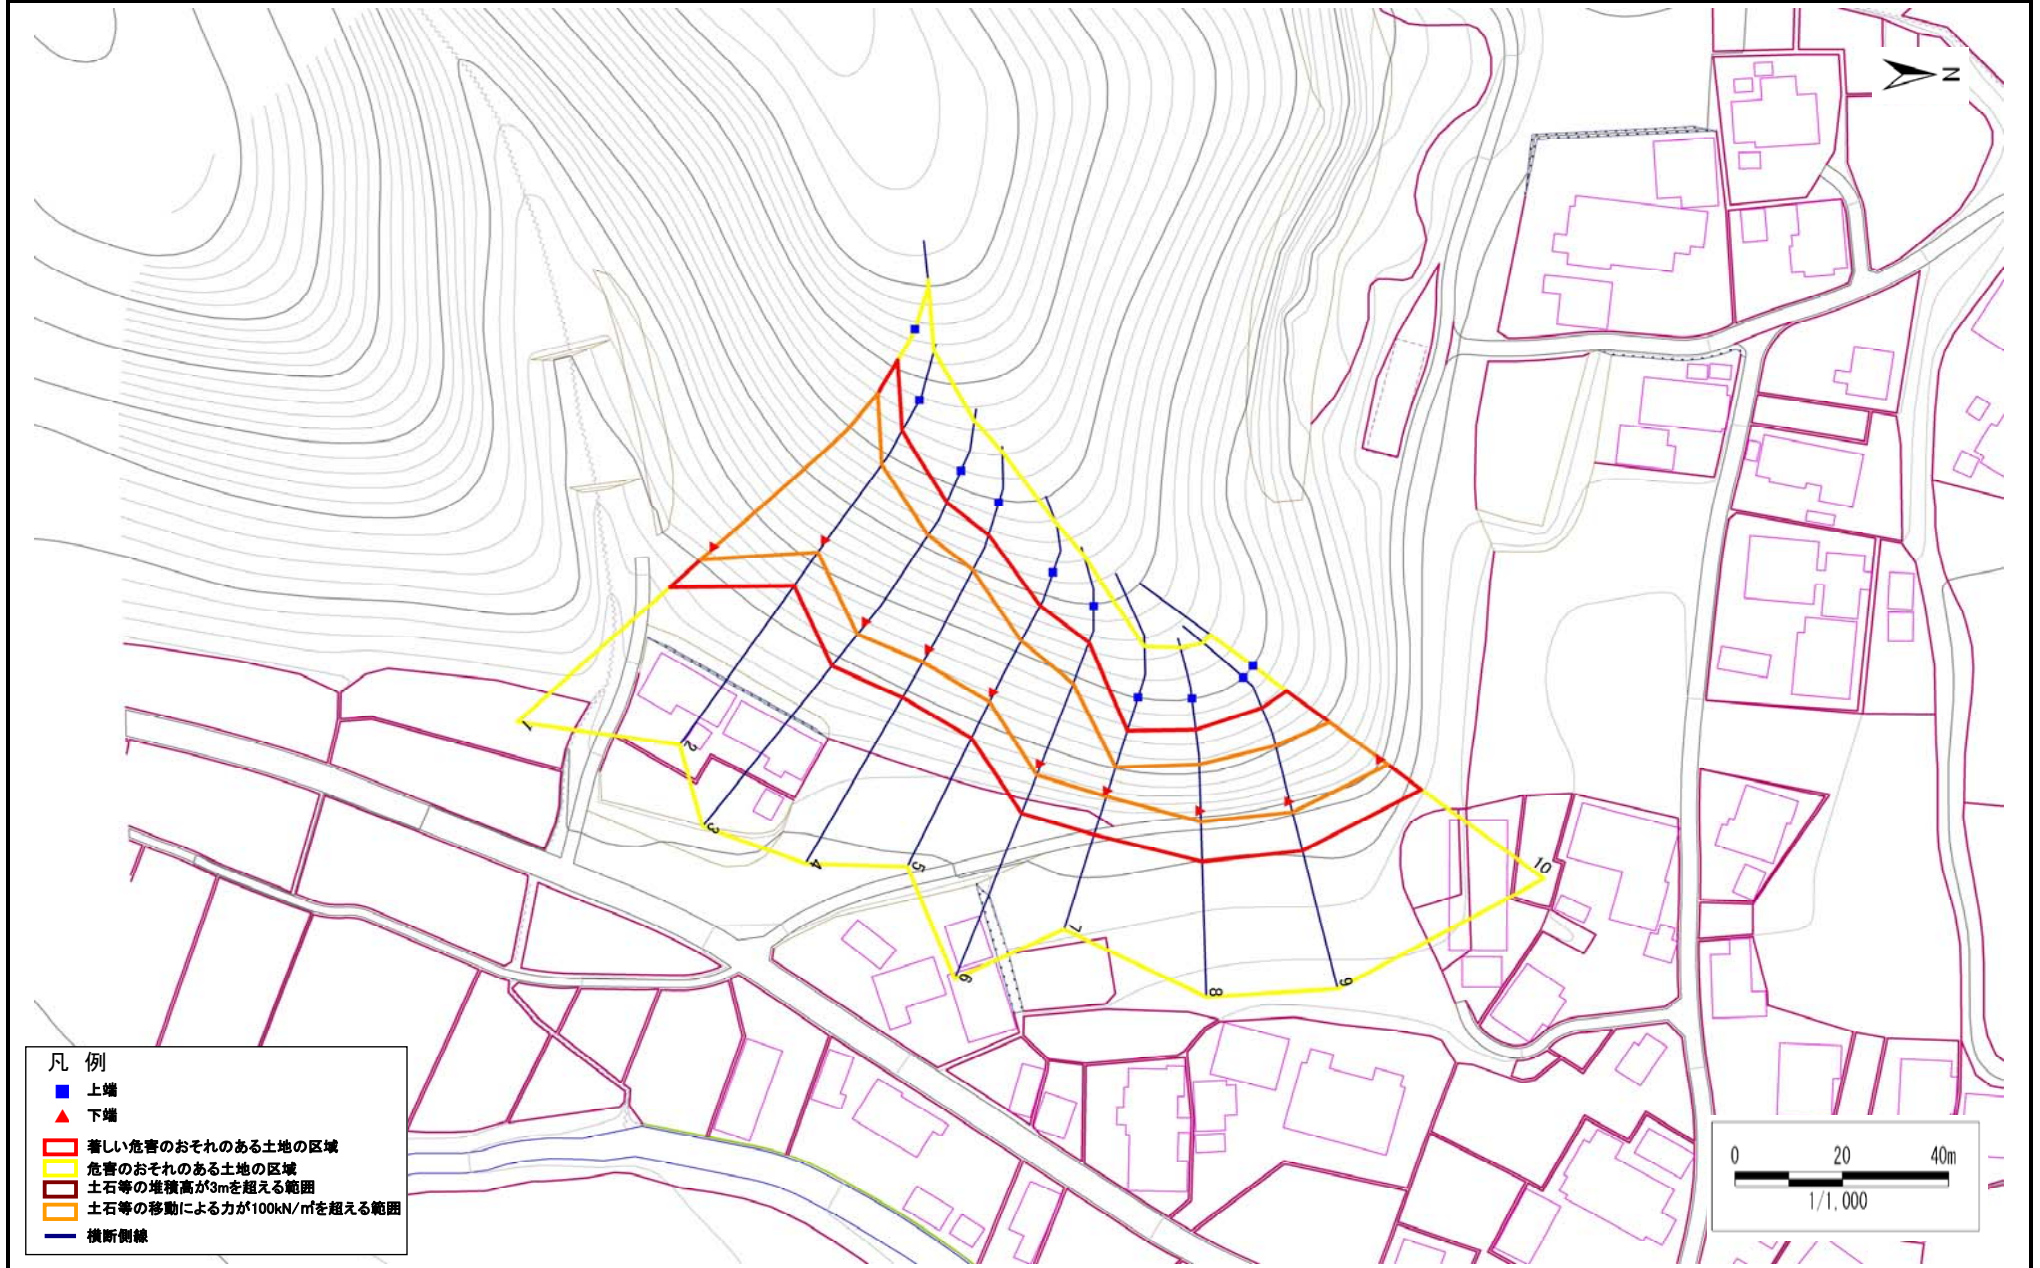 N
1
2
3
4
5
6
7
8
9
10
凡 例
上端
下端
著しい危害のおそれのある土地の区域
危害のおそれのある土地の区域
土石等の堆積高が3mを超える範囲
土石等の移動による力が100kN/㎡を超える範囲
横断側線
0 20 40m
1/1,000